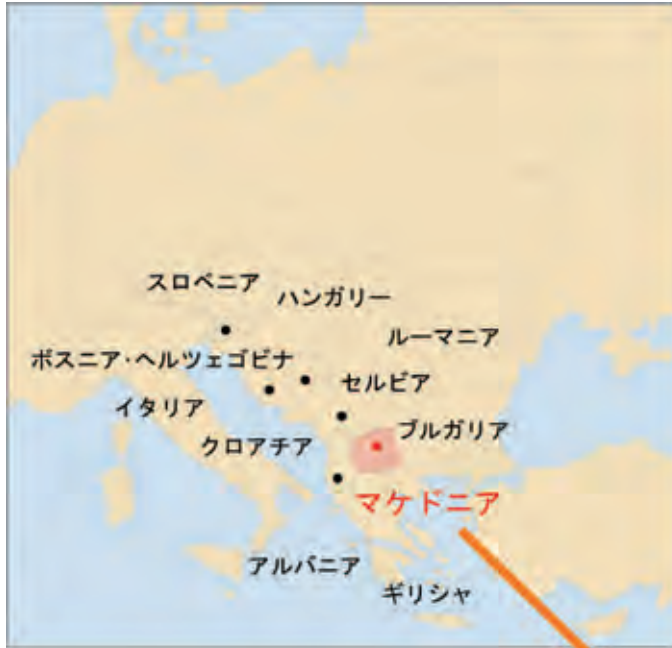 スロベニア
ハンガリー
ルーマニア
ボスニア・ヘルツェゴビナ
セルビア
イタリア
ブルガリア
クロアチア
マケドニア
アルバニア
ギリシャ